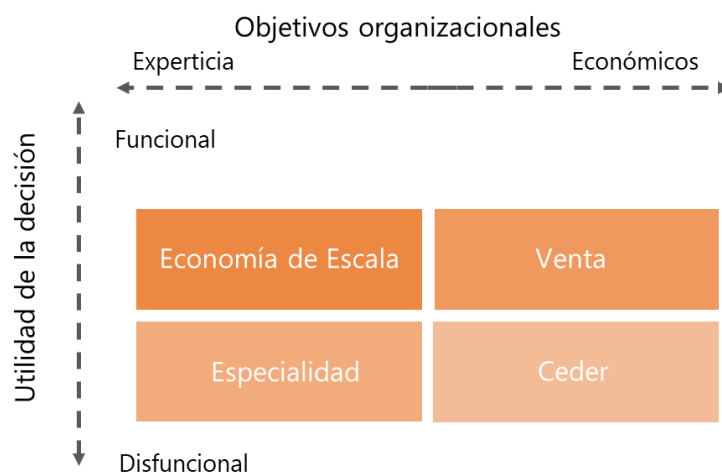 Objetivos organizacionales
Experticia
Económicos
Utilidad de la decisión
Funcional
Economía de Escala
Venta
Especialidad
Ceder
Disfuncional